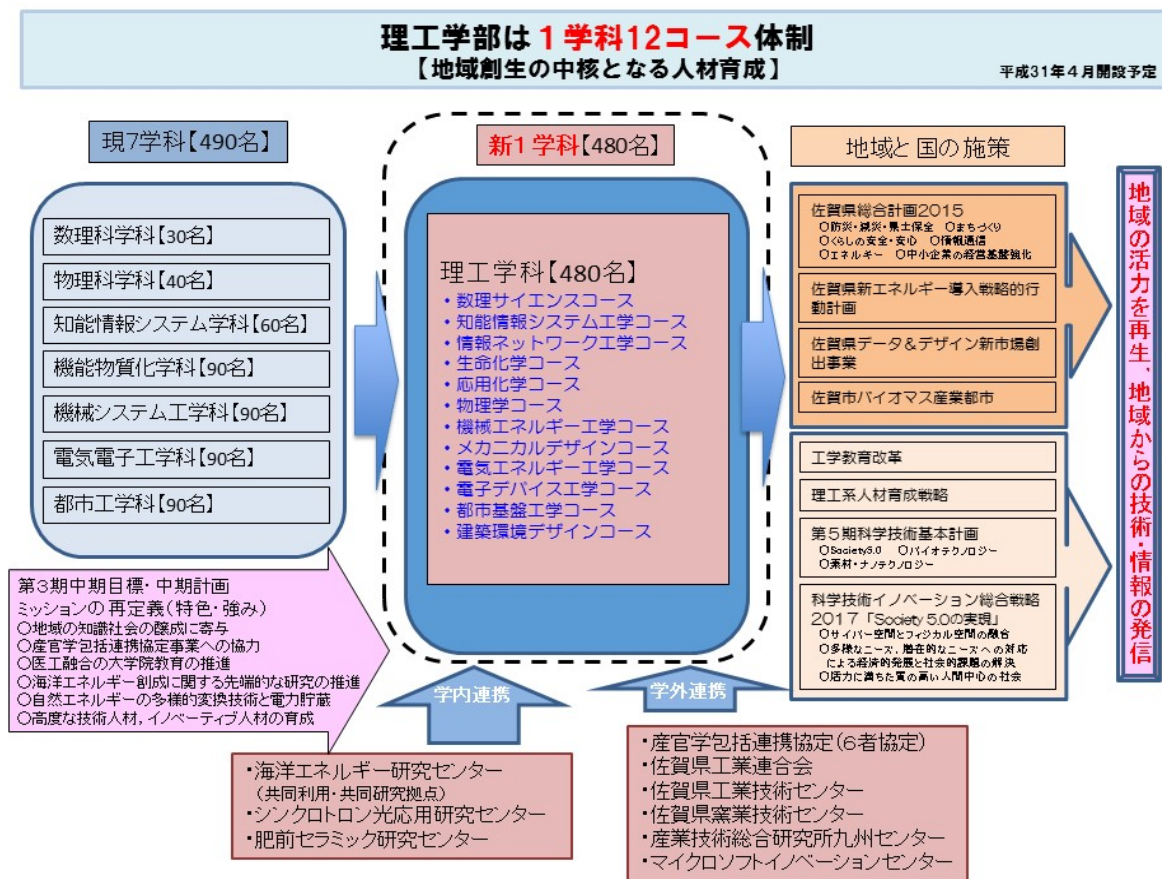 理工学部は１学科12コース体制
【地域創生の中核となる人材育成】
平成31年４月開設予定
現7学科【490名】
数理科学科【30名】
物理科学科【40名】
知能情報システム学科【60名】
機能物質化学科【90名】
機械システム工学科【90名】
電気電子工学科【90名】
都市工学科【90名】
第３期中期目標・中期計画
ミッションの再定義（特色・強み）
○地域の知識社会の醸成に寄与
○産官学包括連携協定事業への協力
○医工融合の大学院教育の推進
○海洋エネルギー創成に関する先端的な研究の推進
○自然エネルギーの多様的変換技術と電力貯蔵
○高度な技術人材，イノベーティブ人材の育成
新１学科【480名】
理工学科【480名】
・数理サイエンスコース
・知能情報システム工学コース
・情報ネットワーク工学コース
・生命化学コース
・応用化学コース
・物理学コース
・機械エネルギー工学コース
・メカニカルデザインコース
・電気エネルギー工学コース
・電子デバイス工学コース
・都市基盤工学コース
・建築環境デザインコース
学内連携
・海洋エネルギー研究センター
（共同利用・共同研究拠点）
・シンクロトロン光応用研究センター
・肥前セラミック研究センター
学外連携
・産官学包括連携協定（６者協定）
・佐賀県工業連合会
・佐賀県工業技術センター
・佐賀県窯業技術センター
・産業技術総合研究所九州センター
・マイクロソフトイノベーションセンター
地域と国の施策
佐賀県総合計画2015
○防災・減災・県土保全　○まちづくり
○くらしの安全・安心　○情報通信
○エネルギー　○中小企業の経営基盤強化
佐賀県新エネルギー導入戦略的行
動計画
佐賀県データ＆デザイン新市場創
出事業
佐賀市バイオマス産業都市
工学教育改革
理工系人材育成戦略
第５期科学技術基本計画
○Society5.0　○バイオテクノロジー
○素材・ナノテクノロジー
科学技術イノベーション総合戦略
2017「Society 5.0の実現」
○サイバー空間とフィジカル空間の融合
○多様なニーズ，潜在的なニーズへの対応
による経済的発展と社会的課題の解決
○活力に満ちた質の高い人間中心の社会
地域の活力を再生，地域からの技術・情報の発信